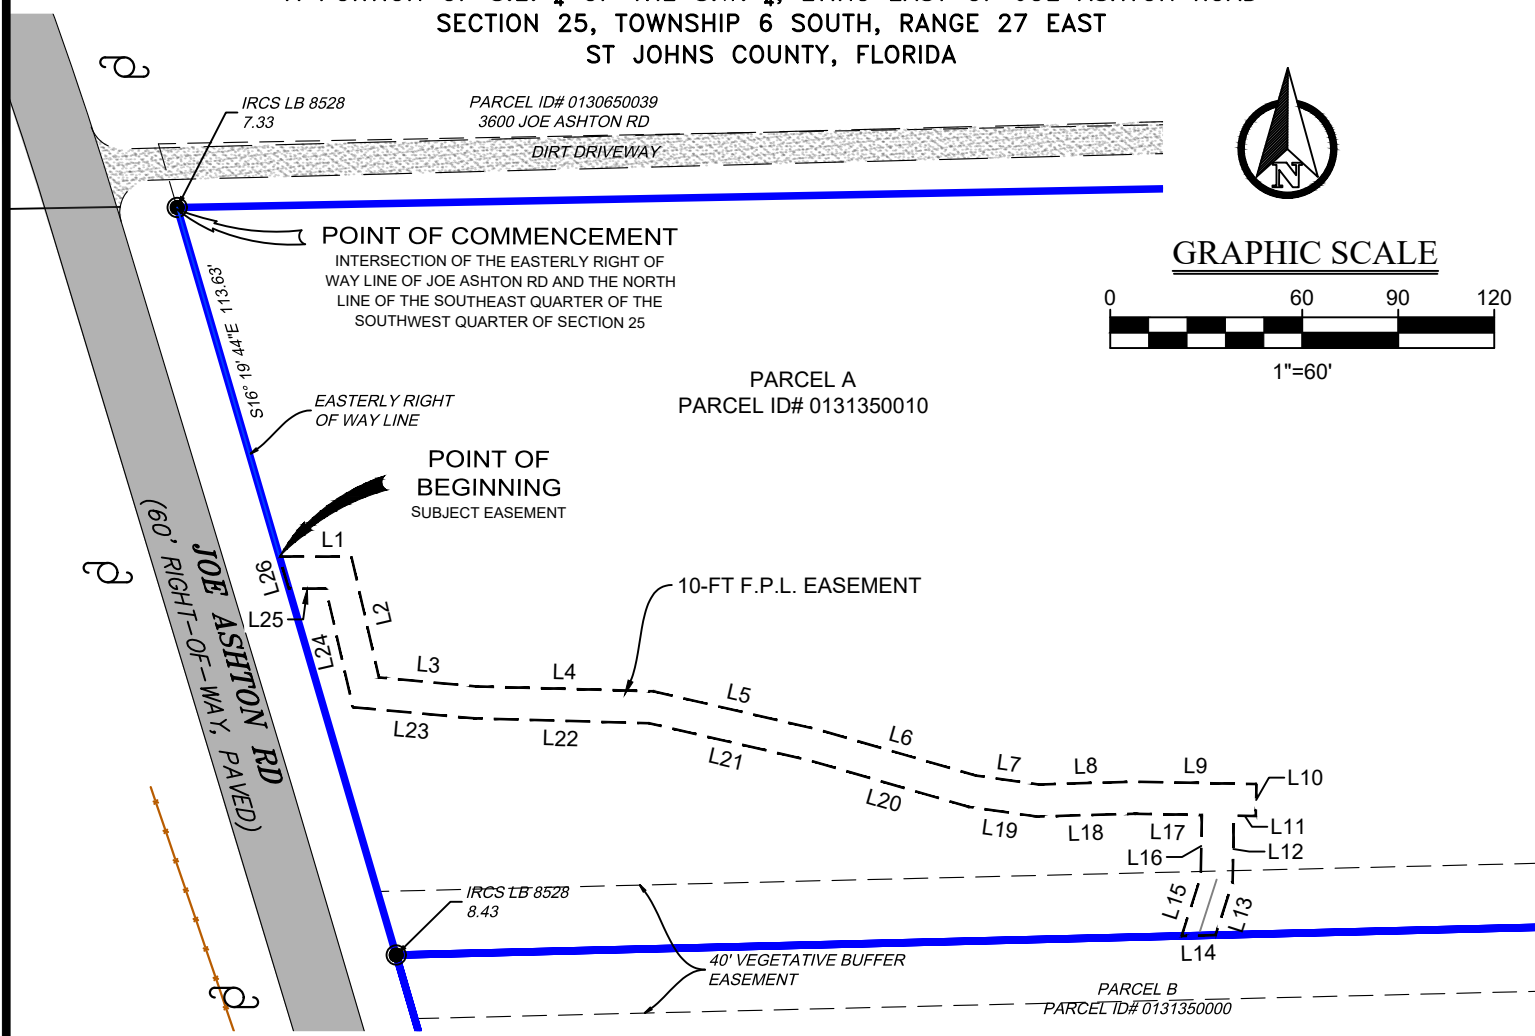 SECTION 25, TOWNSHIP 6 SOUTH, RANGE 27 EAST
ST JOHNS COUNTY, FLORIDA
IRCS LB 8528
7.33
PARCEL ID# 0130650039
3600 JOE ASHTON RD
DIRT DRIVEWAY
N
POINT OF COMMENCEMENT
INTERSECTION OF THE EASTERLY RIGHT OF
WAY LINE OF JOE ASHTON RD AND THE NORTH
LINE OF THE SOUTHEAST QUARTER OF THE
SOUTHWEST QUARTER OF SECTION 25
GRAPHIC SCALE
0 60 90 120
1"=60'
S16° 19' 44"E 113.63'
PARCEL A
PARCEL ID# 0131350010
EASTERLY RIGHT
OF WAY LINE
POINT OF
BEGINNING
SUBJECT EASEMENT
JOE ASHTON RD
(60' RIGHT-OF-WAY, PAVED)
L1
L26
L25
L2
L24
10-FT F.P.L. EASEMENT
L3
L4
L5
L6
L7
L8
L9
L10
L23
L22
L21
L20
L19
L18
L17
L11
L16
L12
L15
L13
L14
IRCS LB 8528
8.43
40' VEGETATIVE BUFFER
EASEMENT
PARCEL B
PARCEL ID# 0131350000